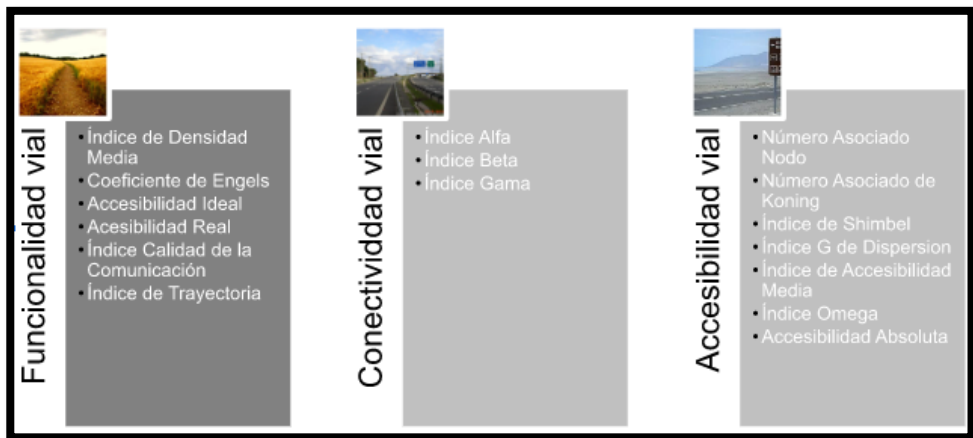 Funcionalidad vial
• Índice de Densidad
Media
• Coeficiente de Engels
• Accesibilidad Ideal
• Acesibilidad Real
• Índice Calidad de la
Comunicación
• Índice de Trayectoria
Conectividdad vial
• Índice Alfa
• Índice Beta
• Índice Gama
Accesibilidad vial
• Número Asociado
Nodo
• Número Asociado de
Koning
• Índice de Shimbel
• Índice G de Dispersion
• Índice de Accesibilidad
Media
• Índice Omega
• Accesibilidad Absoluta